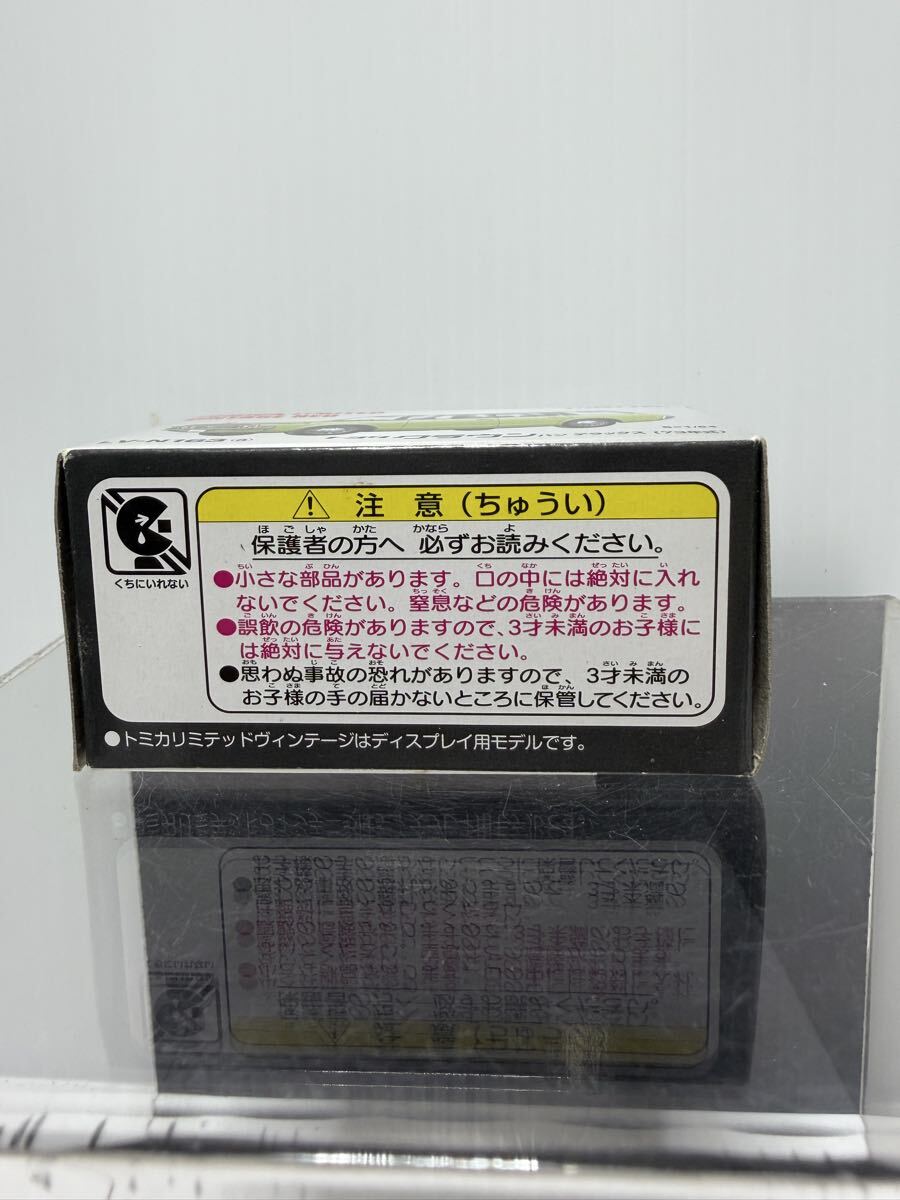 注意（ちゅうい）
保護者の方へ 必ずお読みください。
●小さな部品があります。口の中には絶対に入れ
ないでください。窒息などの危険があります。
●誤飲の危険がありますので、3才未満のお子様に
は絶対に与えないでください。
●思わぬ事故の恐れがありますので、3才未満の
お子様の手の届かないところに保管してください。
くちにいれない
●トミカリミテッドヴィンテージはディスプレイ用モデルです。